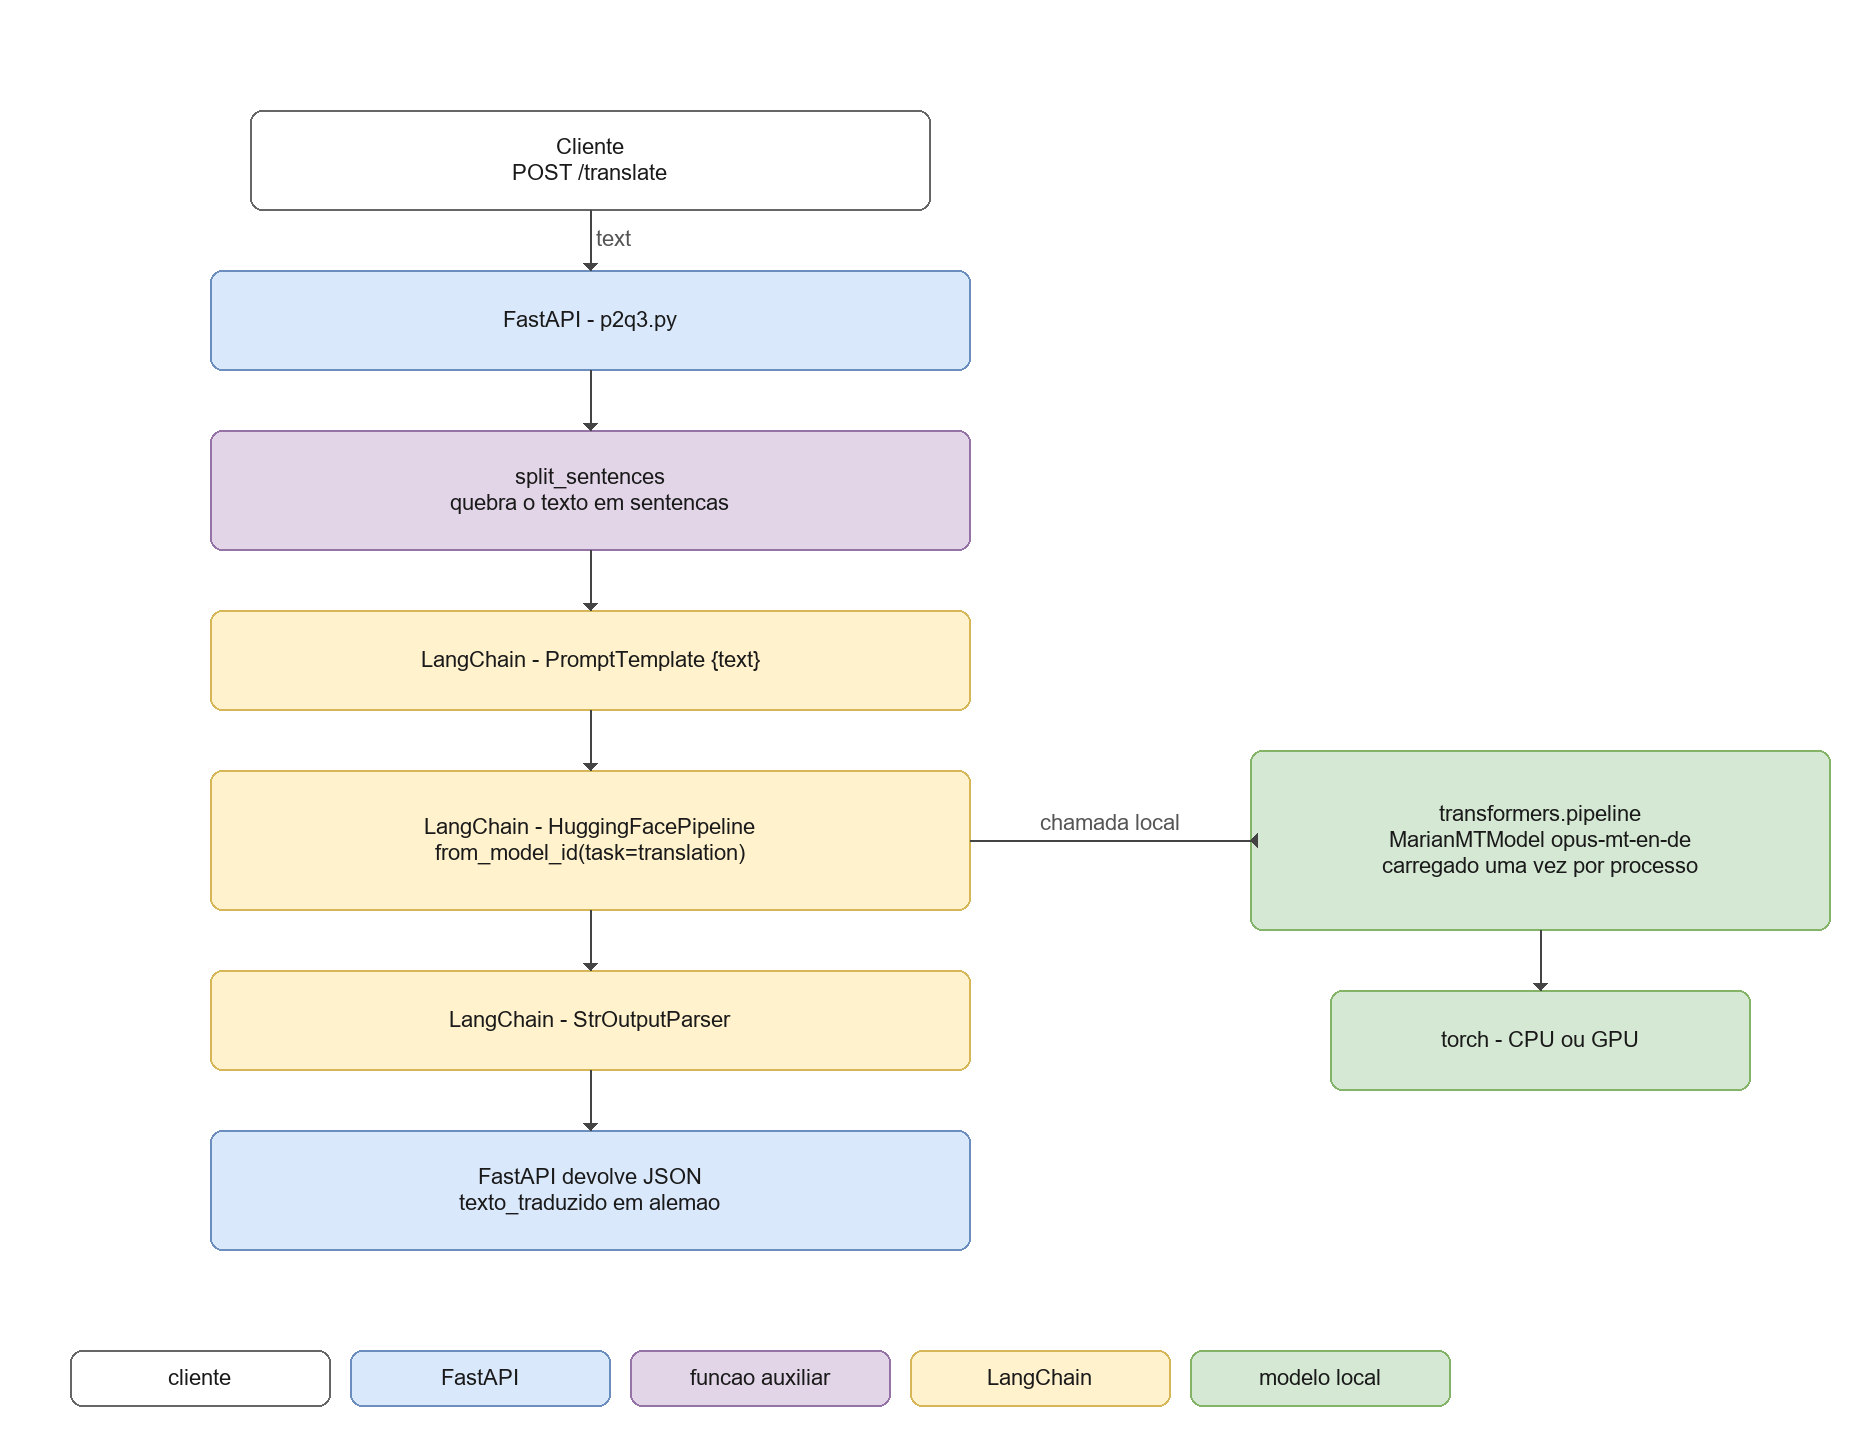 Cliente
POST /translate
text
FastAPI - p2q3.py
split_sentences
quebra o texto em sentencas
LangChain - PromptTemplate {text}
LangChain - HuggingFacePipeline
from_model_id(task=translation)
chamada local
transformers.pipeline
MarianMTModel opus-mt-en-de
carregado uma vez por processo
LangChain - StrOutputParser
torch - CPU ou GPU
FastAPI devolve JSON
texto_traduzido em alemao
cliente
FastAPI
funcao auxiliar
LangChain
modelo local